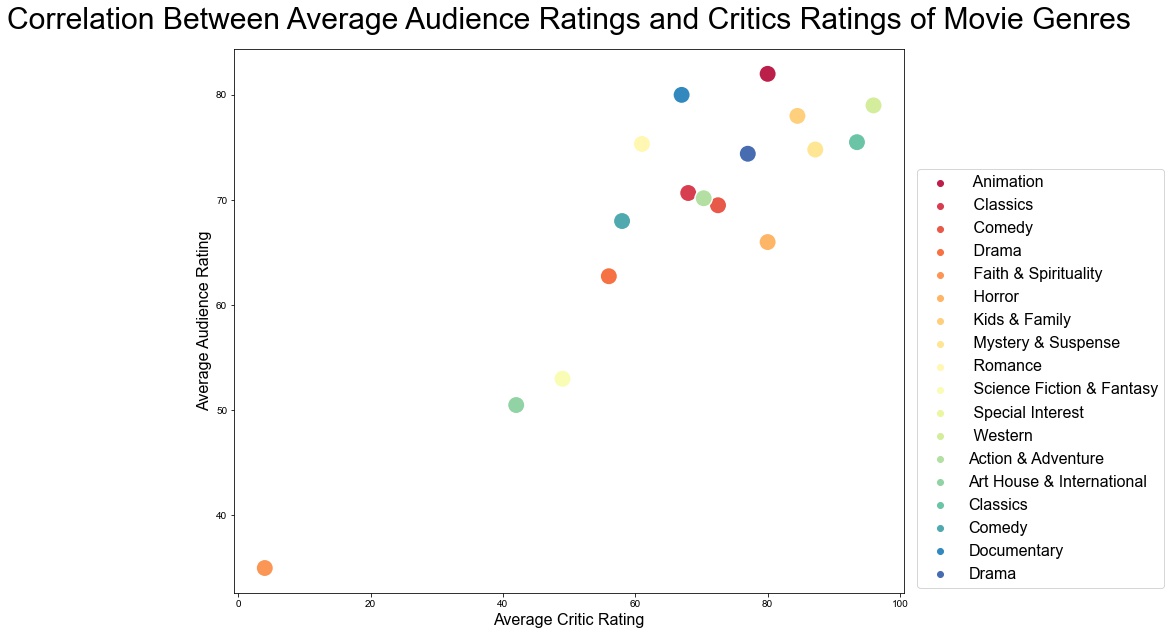 Correlation Between Average Audience Ratings and Critics Ratings of Movie Genres
80
70
60
50
40
Average Audience Rating
0 20 40 60 80 100
Average Critic Rating
Animation
Classics
Comedy
Drama
Faith & Spirituality
Horror
Kids & Family
Mystery & Suspense
Romance
Science Fiction & Fantasy
Special Interest
Western
Action & Adventure
Art House & International
Classics
Comedy
Documentary
Drama